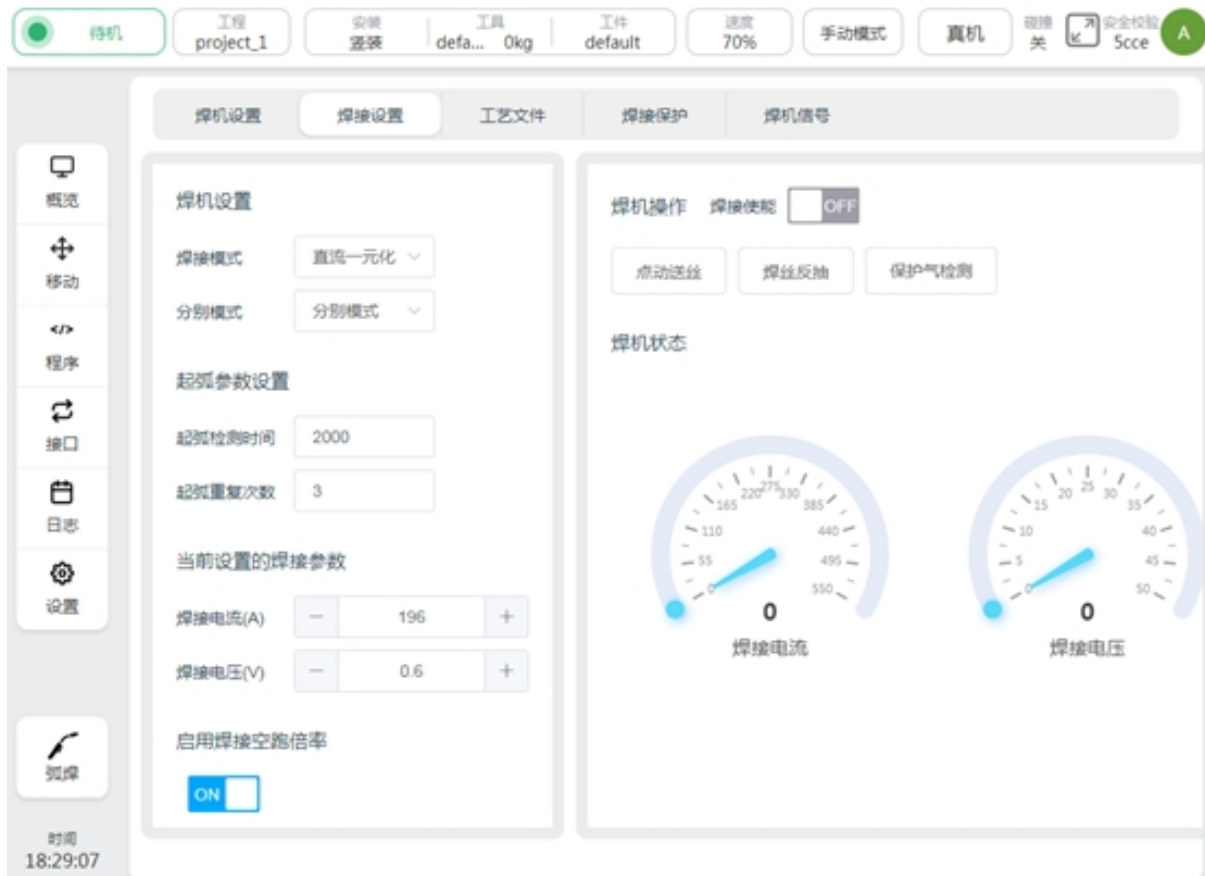 待机
工程
project_1
安装
竖装
工具
defa... 0kg
工件
default
速度
70%
手动模式
真机
碰撞
关
安全校验
5cce
A
焊机设置 焊接设置 工艺文件 焊接保护 焊机信号
概览
移动
</>
程序
接口
日志
设置
弧焊
时间
18:29:07
焊机设置
焊接模式 直流一元化
分别模式 分别模式
起弧参数设置
起弧检测时间 2000
起弧重复次数 3
当前设置的焊接参数
焊接电流(A) － 196 +
焊接电压(V) － 0.6 +
启用焊接空跑倍率
ON
焊机操作 焊接使能 OFF
点动送丝 焊丝反抽 保护气检测
焊机状态
0 55 110 165 220 275 330 385 440 495 550
0
焊接电流
0 5 10 15 20 25 30 35 40 45 50
0
焊接电压